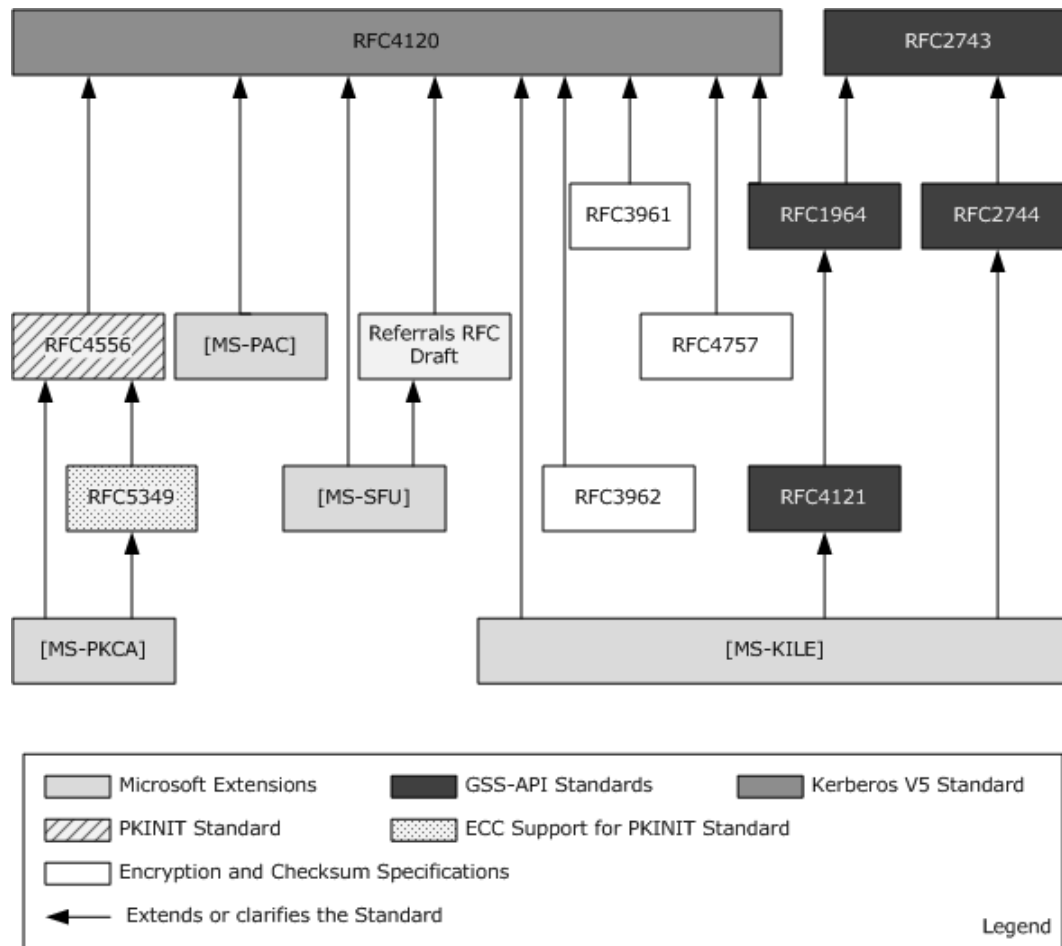 RFC4120
RFC2743
RFC3961
RFC1964
RFC2744
RFC4556
[MS-PAC]
Referrals RFC
Draft
RFC4757
RFC5349
[MS-SFU]
RFC3962
RFC4121
[MS-PKCA]
[MS-KILE]
Microsoft Extensions
GSS-API Standards
Kerberos V5 Standard
PKINIT Standard
ECC Support for PKINIT Standard
Encryption and Checksum Specifications
Extends or clarifies the Standard
Legend